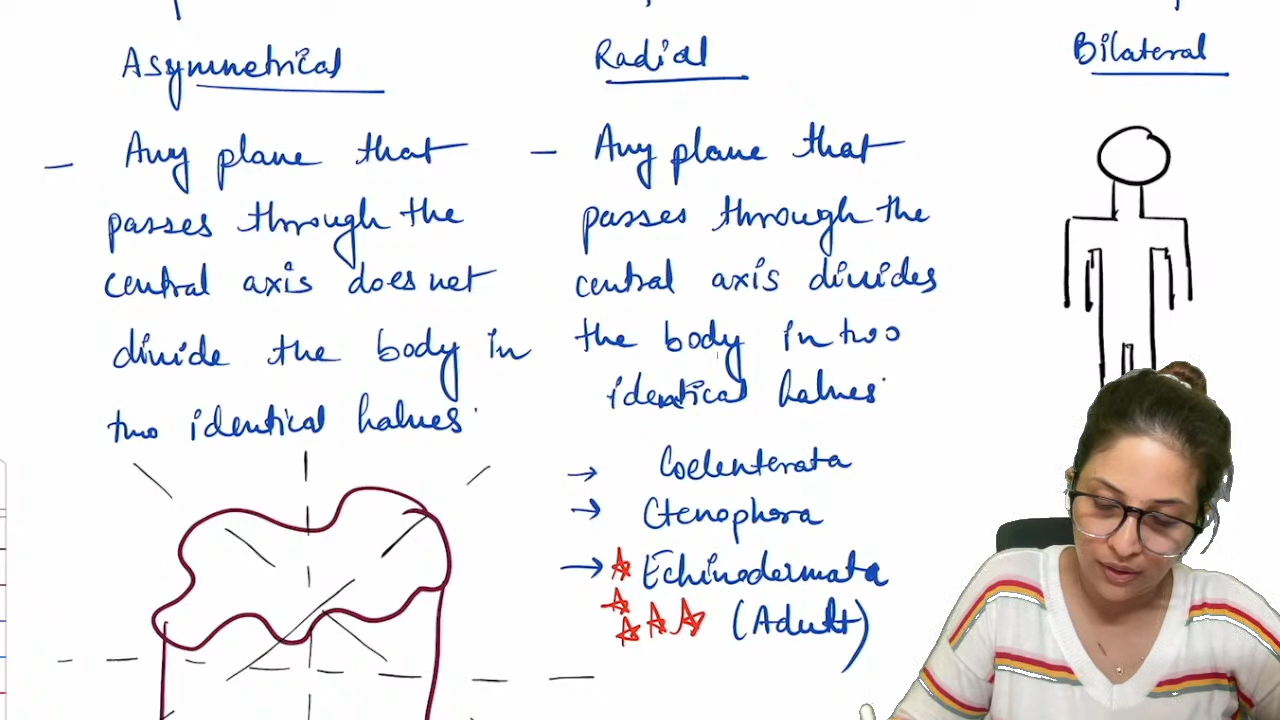 Asymmetrical
Radial
Bilateral
– Any plane that
passes through the
central axis does not
divide the body in
two identical halves.
– Any plane that
passes through the
central axis divides
the body in two
identical halves.
→ Coelenterata
→ Ctenophora
→ Echinodermata
(Adult)